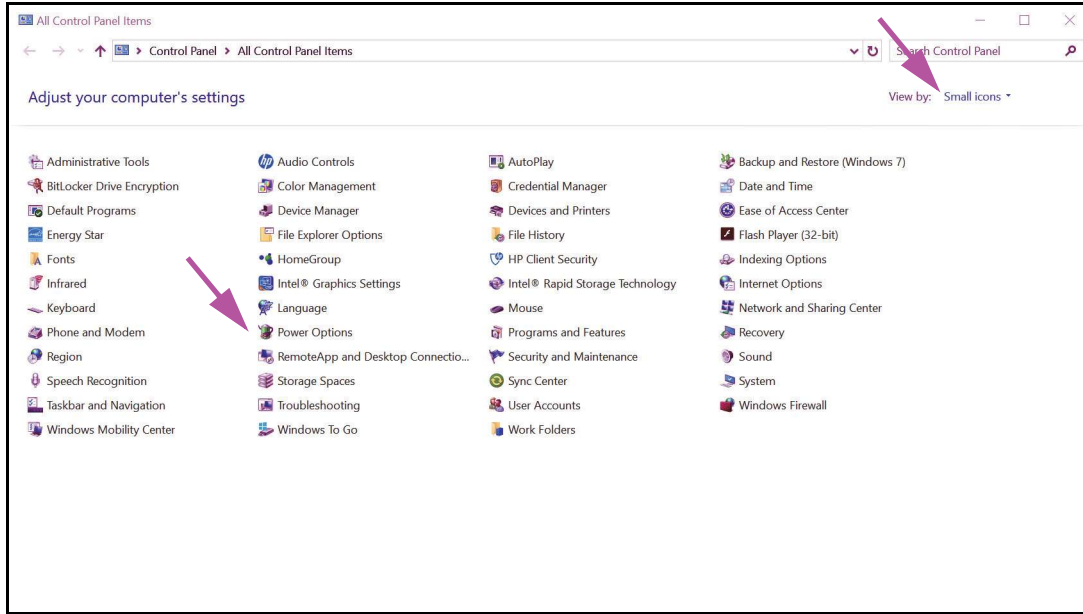 All Control Panel Items
Control Panel > All Control Panel Items
Search Control Panel
Adjust your computer's settings
View by: Small icons
Administrative Tools
Audio Controls
AutoPlay
Backup and Restore (Windows 7)
BitLocker Drive Encryption
Color Management
Credential Manager
Date and Time
Default Programs
Device Manager
Devices and Printers
Ease of Access Center
Energy Star
File Explorer Options
File History
Flash Player (32-bit)
Fonts
HomeGroup
HP Client Security
Indexing Options
Infrared
Intel® Graphics Settings
Intel® Rapid Storage Technology
Internet Options
Keyboard
Language
Mouse
Network and Sharing Center
Phone and Modem
Power Options
Programs and Features
Recovery
Region
RemoteApp and Desktop Connectio...
Security and Maintenance
Sound
Speech Recognition
Storage Spaces
Sync Center
System
Taskbar and Navigation
Troubleshooting
User Accounts
Windows Firewall
Windows Mobility Center
Windows To Go
Work Folders